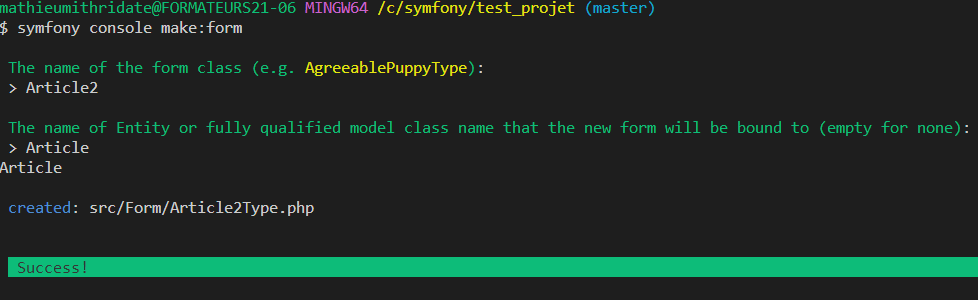 mathieumithridate@FORMATEURS21-06 MINGW64 /c/symfony/test_projet (master)
$ symfony console make:form
The name of the form class (e.g. AgreeablePuppyType):
> Article2
The name of Entity or fully qualified model class name that the new form will be bound to (empty for none):
> Article
Article
created: src/Form/Article2Type.php
Success!